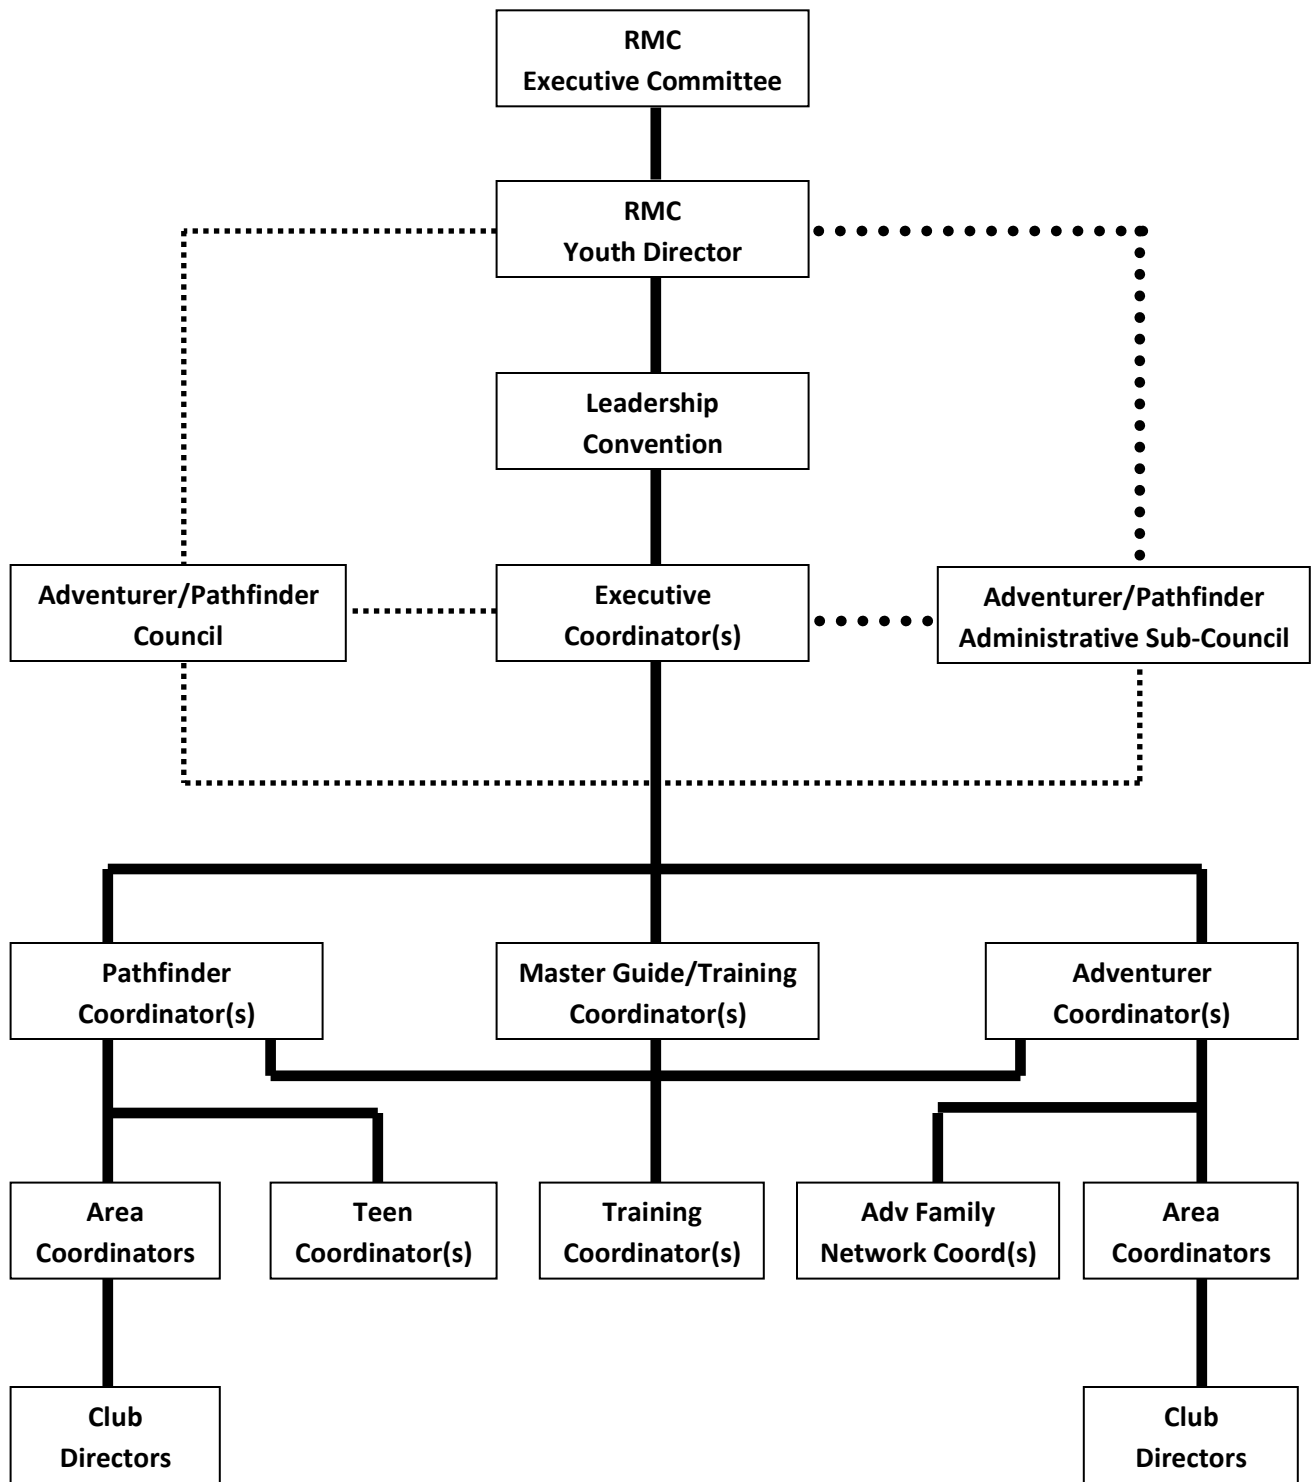 RMC
Executive Committee
RMC
Youth Director
Leadership
Convention
Adventurer/Pathfinder
Council
Executive
Coordinator(s)
Adventurer/Pathfinder
Administrative Sub-Council
Pathfinder
Coordinator(s)
Master Guide/Training
Coordinator(s)
Adventurer
Coordinator(s)
Area
Coordinators
Teen
Coordinator(s)
Training
Coordinator(s)
Adv Family
Network Coord(s)
Area
Coordinators
Club
Directors
Club
Directors